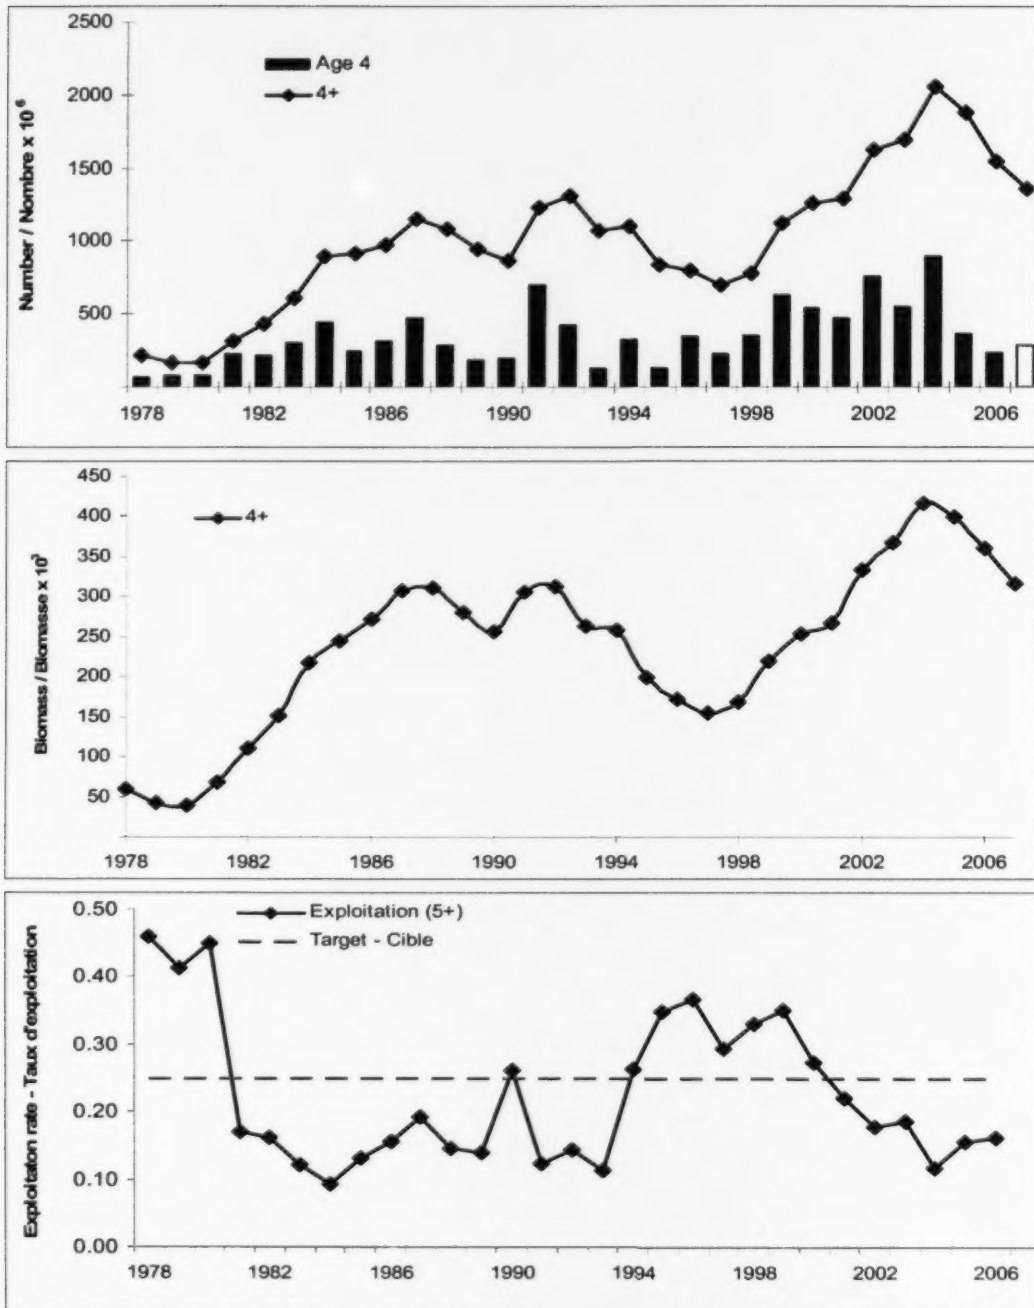 2500
2000
1500
1000
500
Number / Nombre x 10⁶
Age 4
4+
1978 1982 1986 1990 1994 1998 2002 2006
450
400
350
300
250
200
150
100
50
Biomass / Biomasse x 10³
4+
1978 1982 1986 1990 1994 1998 2002 2006
0.50
0.40
0.30
0.20
0.10
0.00
Exploitaton rate - Taux d'exploitation
Exploitation (5+)
Target - Cible
1978 1982 1986 1990 1994 1998 2002 2006